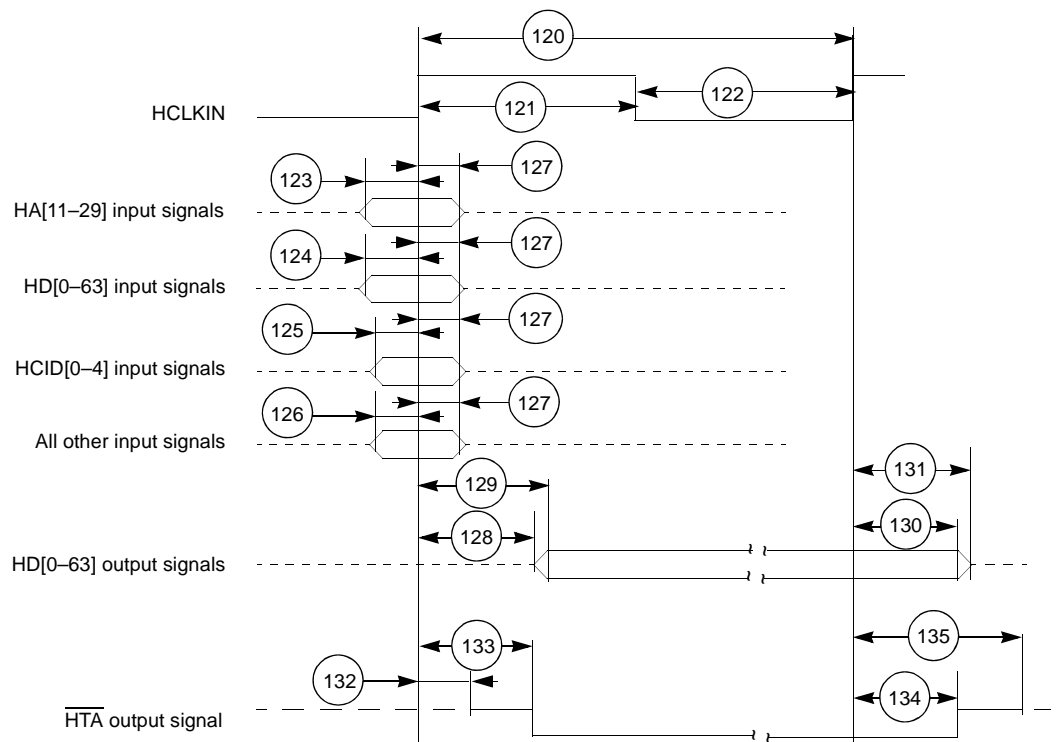 120
121
122
HCLKIN
123
127
HA[11–29] input signals
124
127
HD[0–63] input signals
125
127
HCID[0–4] input signals
126
127
All other input signals
131
129
130
128
HD[0–63] output signals
133
135
132
134
HTA output signal